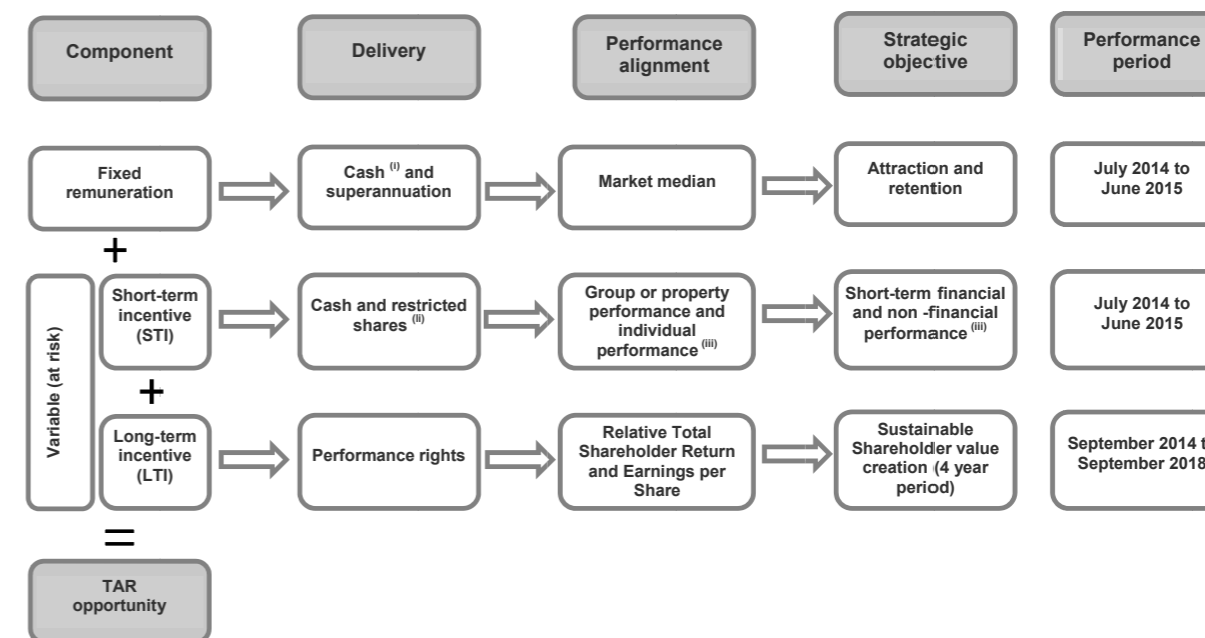 Component
Delivery
Performance
alignment
Strategic
objective
Performance
period
Fixed
remuneration
Cash (i) and
superannuation
Market median
Attraction and
retention
July 2014 to
June 2015
+
Variable (at risk)
Short-term
incentive
(STI)
Cash and restricted
shares (ii)
Group or property
performance and
individual
performance (iii)
Short-term financial
and non -financial
performance (iii)
July 2014 to
June 2015
+
Long-term
incentive
(LTI)
Performance rights
Relative Total
Shareholder Return
and Earnings per
Share
Sustainable
Shareholder value
creation (4 year
period)
September 2014 t
September 2018
=
TAR
opportunity